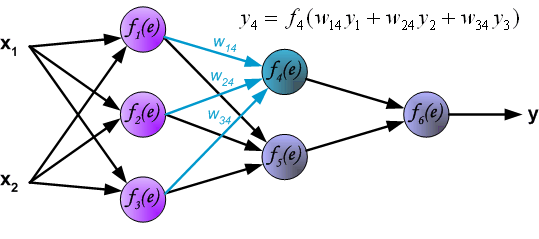 y₄ = f₄(w₁₄y₁ + w₂₄y₂ + w₃₄y₃)
f₁(e)
x₁
w₁₄
f₄(e)
w₂₄
f₂(e)
w₃₄
f₆(e)
y
f₅(e)
x₂
f₃(e)